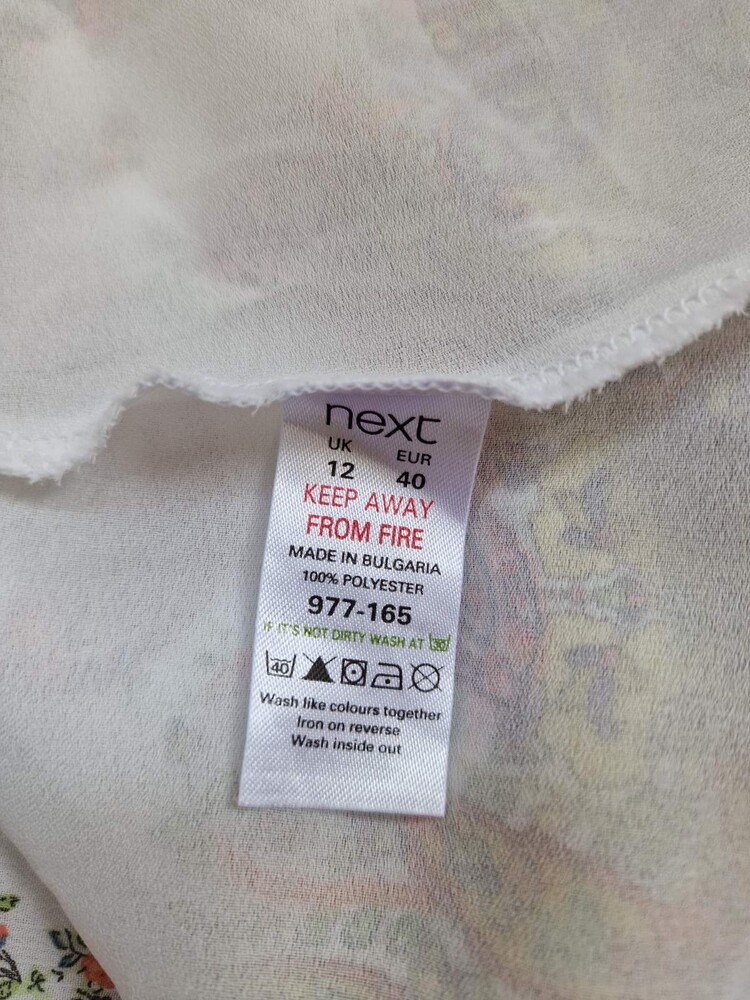 next
UK EUR
12 40
KEEP AWAY
FROM FIRE
MADE IN BULGARIA
100% POLYESTER
977-165
IF IT'S NOT DIRTY WASH AT 30
40
Wash like colours together
Iron on reverse
Wash inside out